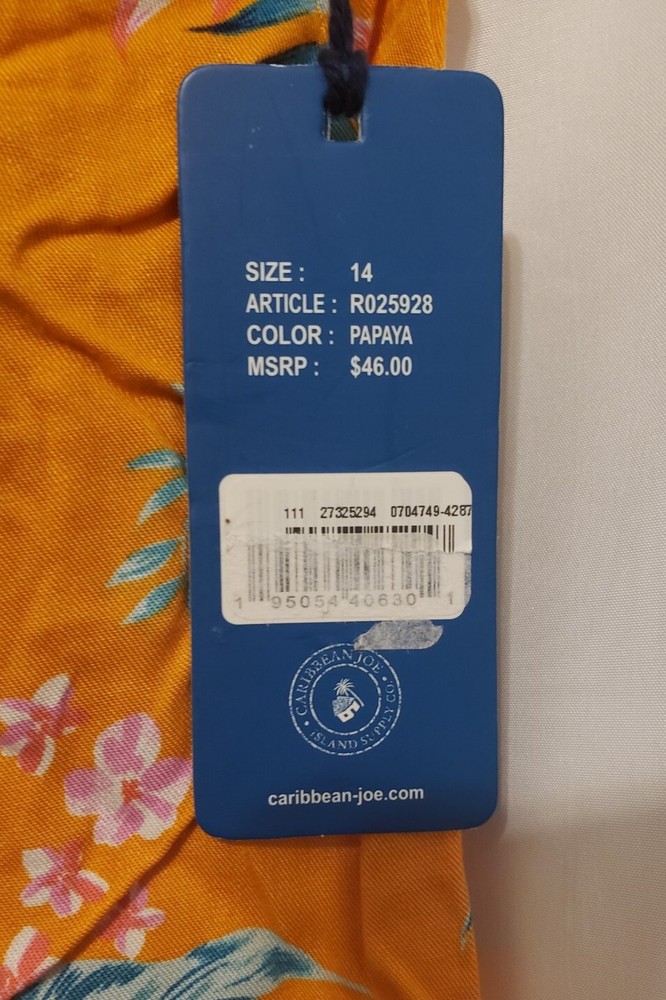 SIZE : 14
ARTICLE : R025928
COLOR : PAPAYA
MSRP : $46.00
111 27325294 0704749-4287
1 95054 40630 1
CARIBBEAN JOE
ISLAND SUPPLY CO
caribbean-joe.com